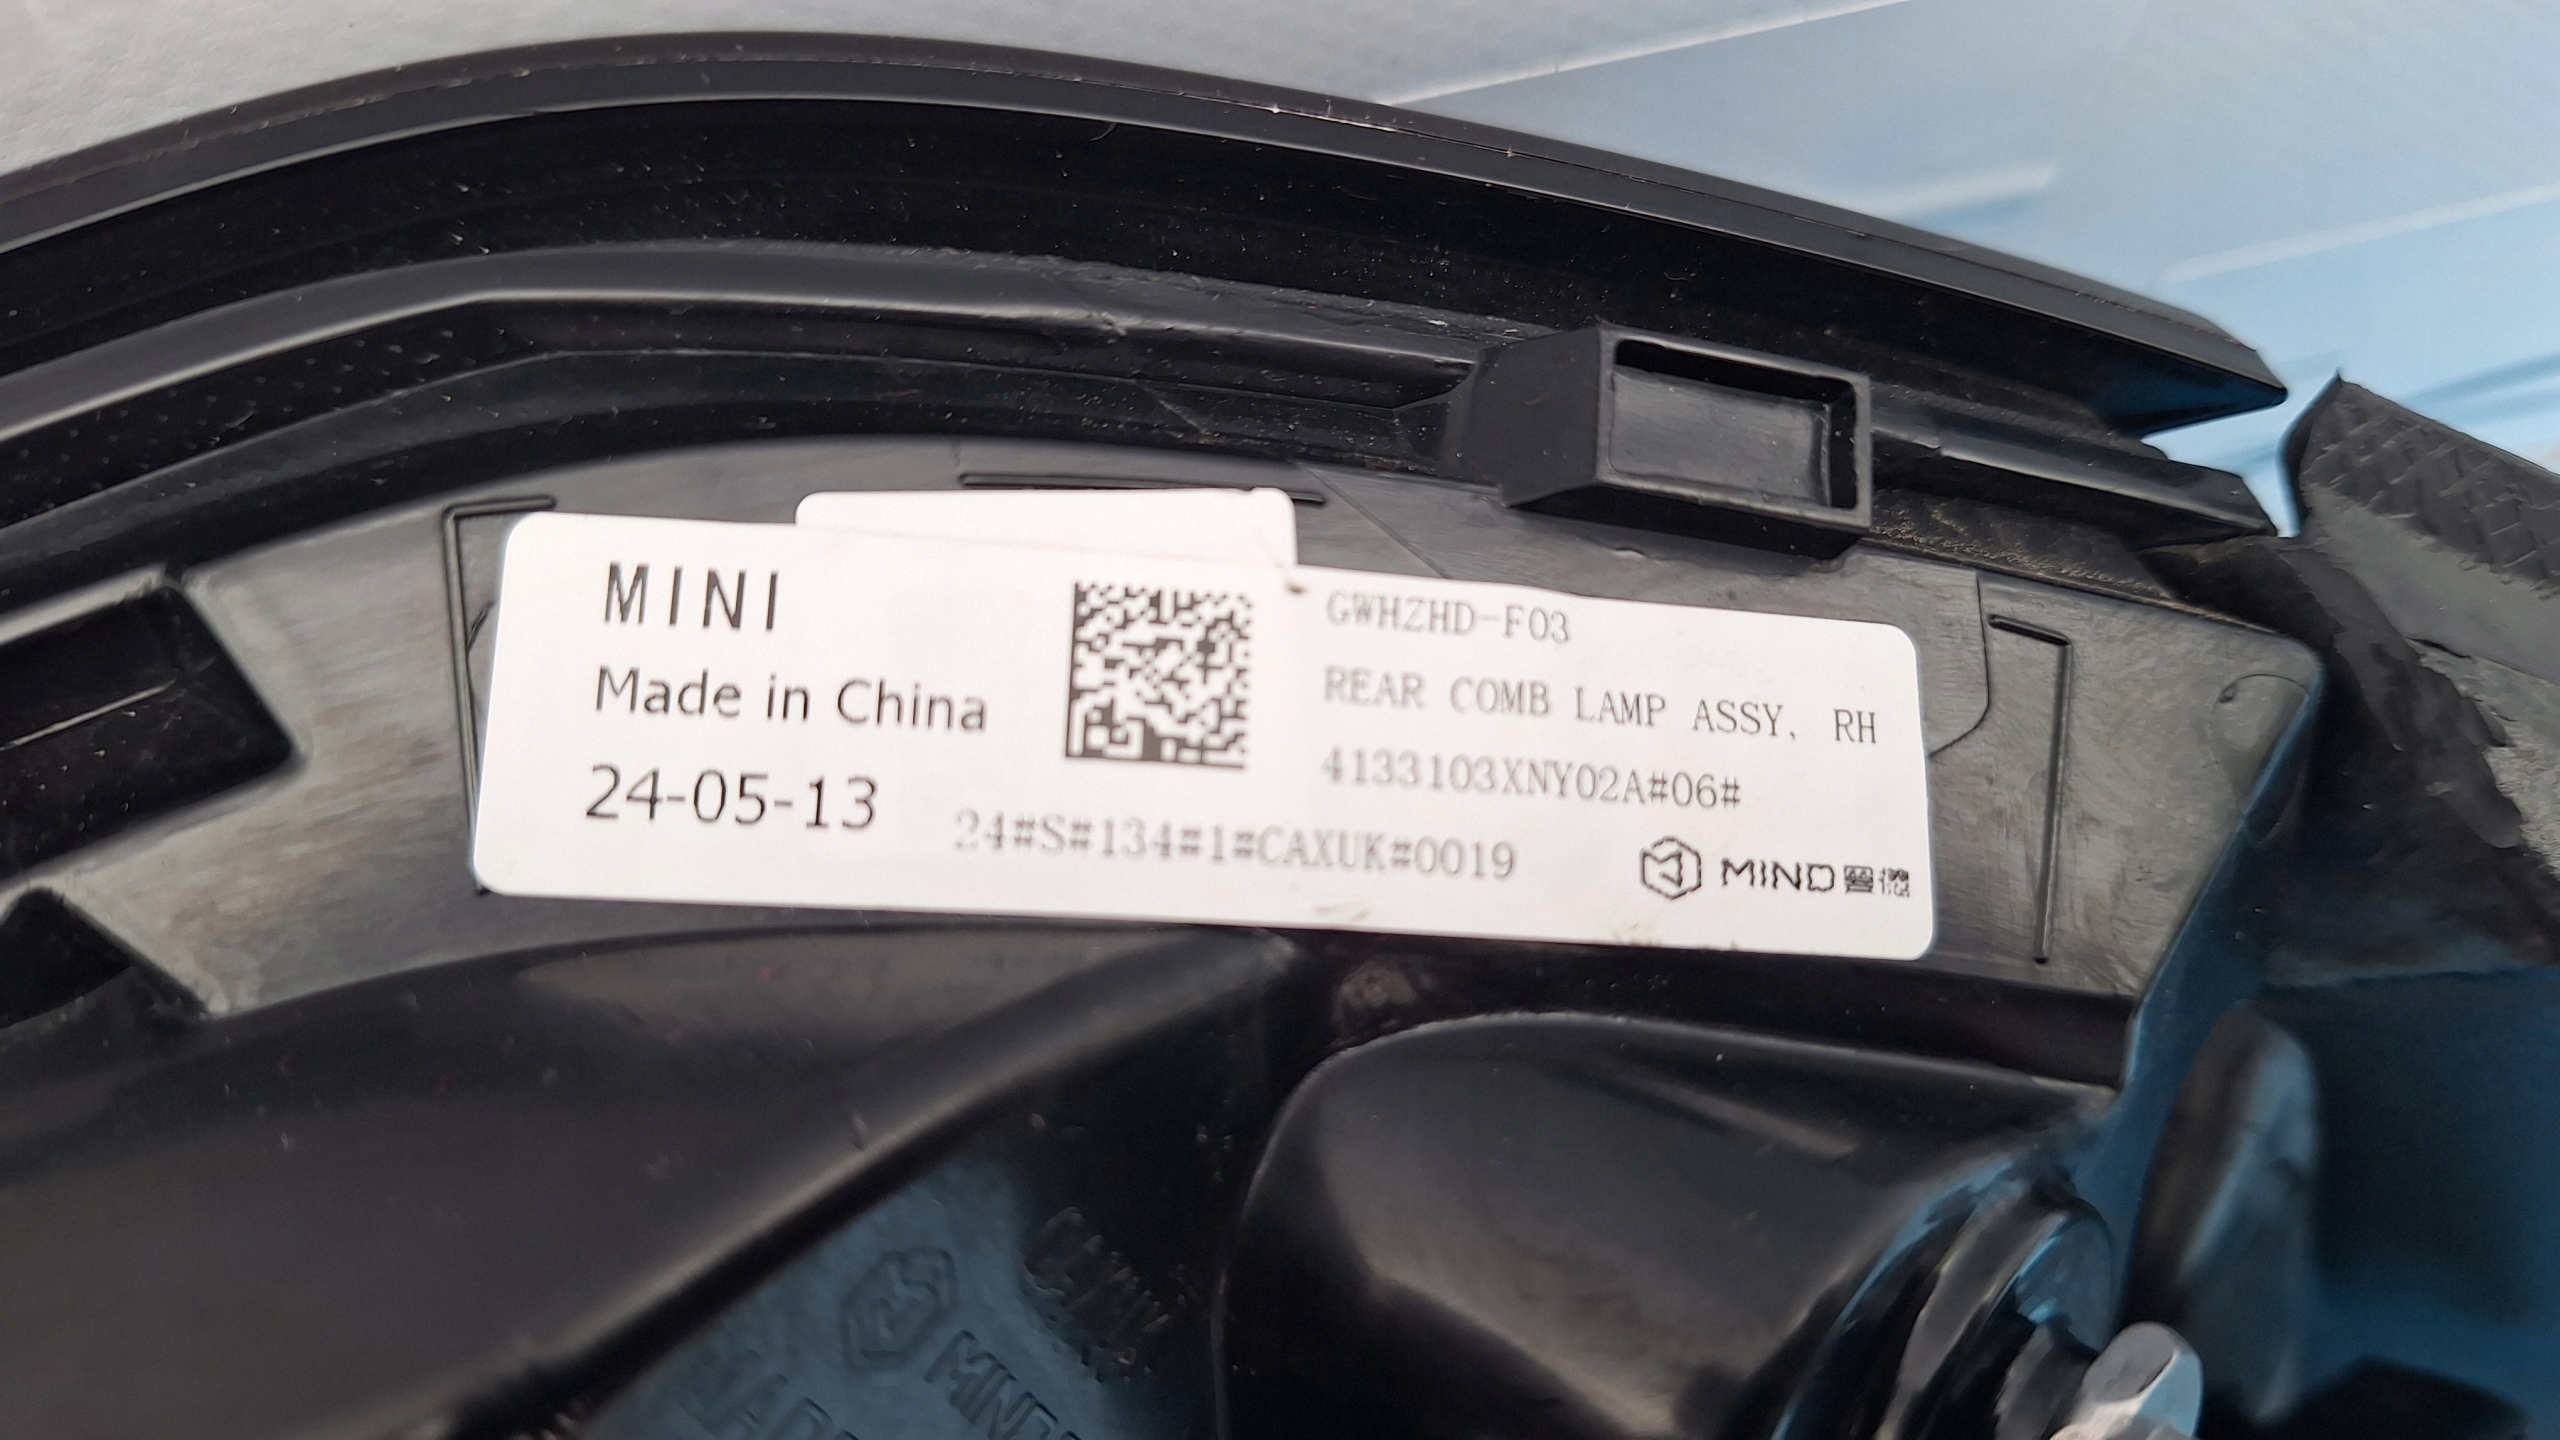 MINI
Made in China
24-05-13
24#S#134#1#CAXUK#0019
GWHZHD-F03
REAR COMB LAMP ASSY, RH
4133103XNY02A#06#
MIND
MIND